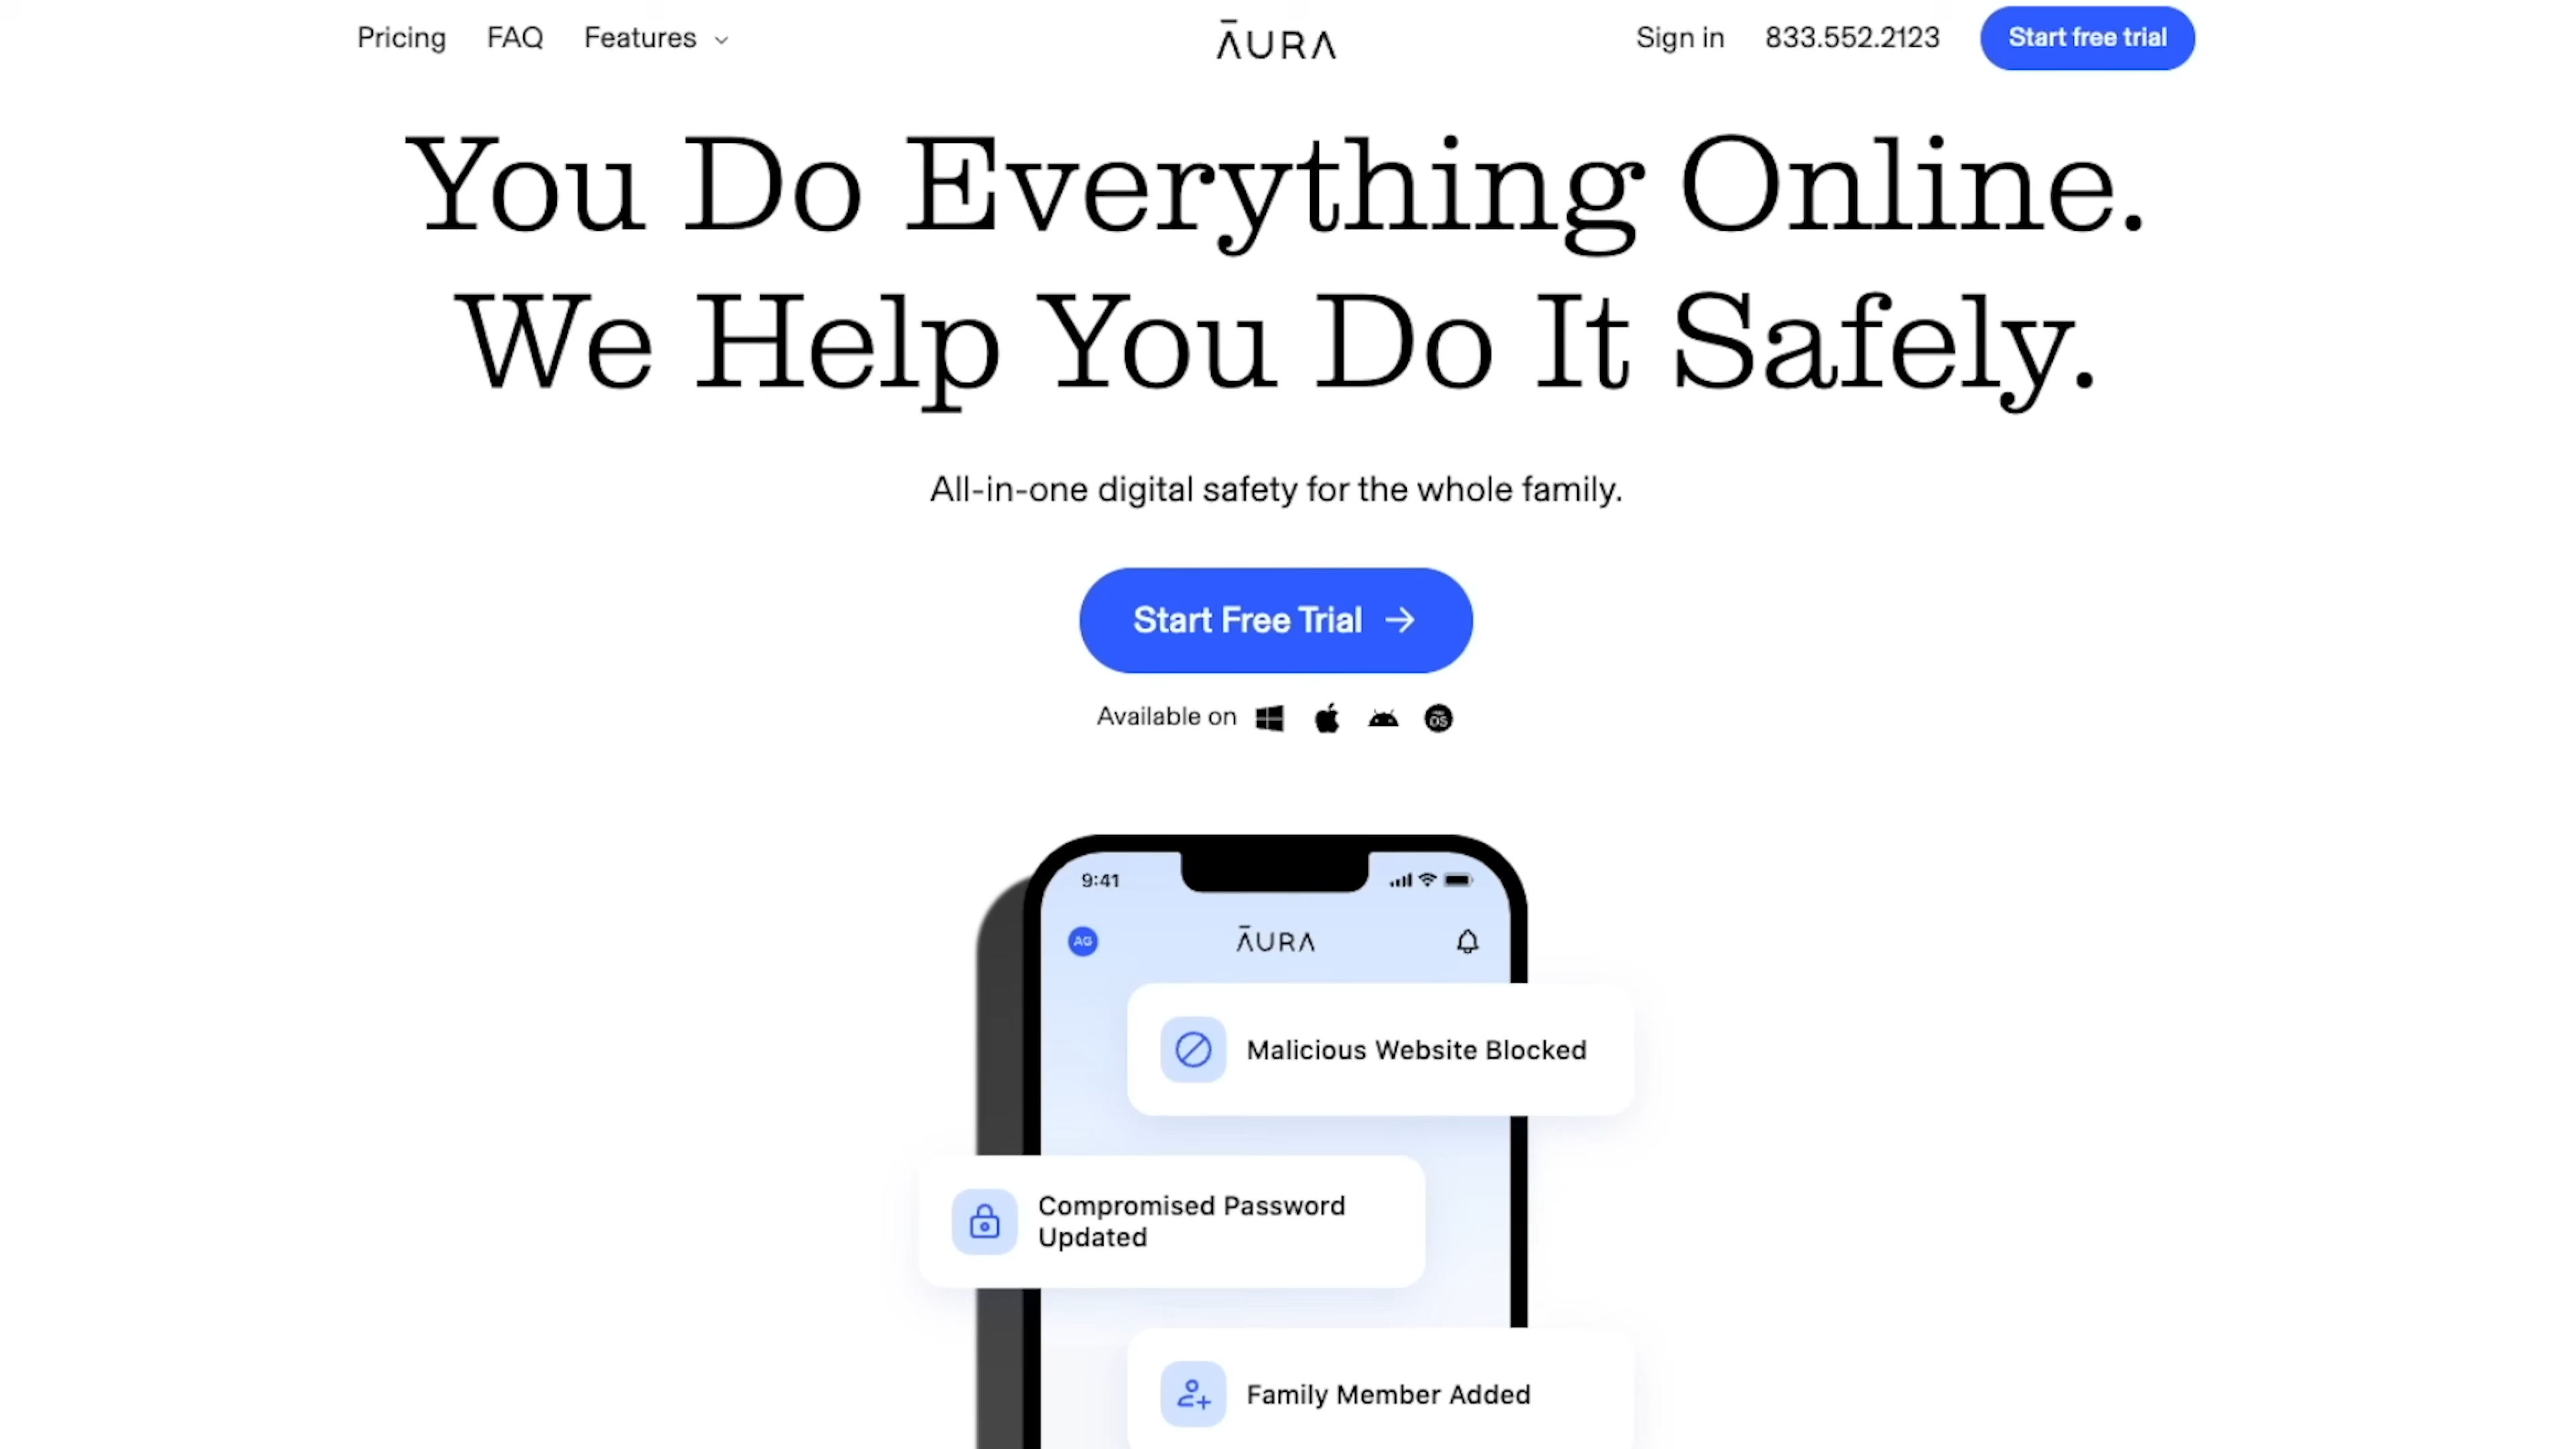 Pricing FAQ Features
ĀURA
Sign in 833.552.2123 Start free trial
You Do Everything Online.
We Help You Do It Safely.
All-in-one digital safety for the whole family.
Start Free Trial →
Available on
OS
9:41
AG
ĀURA
Malicious Website Blocked
Compromised Password
Updated
Family Member Added